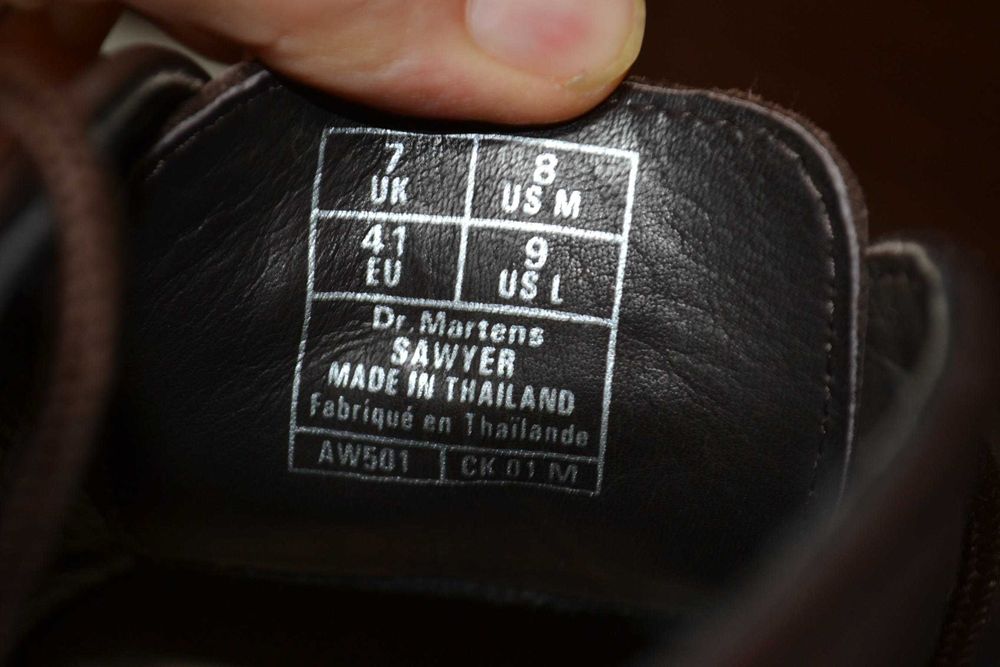 7
UK
8
US M
41
EU
9
US L
Dr. Martens
SAWYER
MADE IN THAILAND
Fabriqué en Thaïlande
AW501
CK 01 M